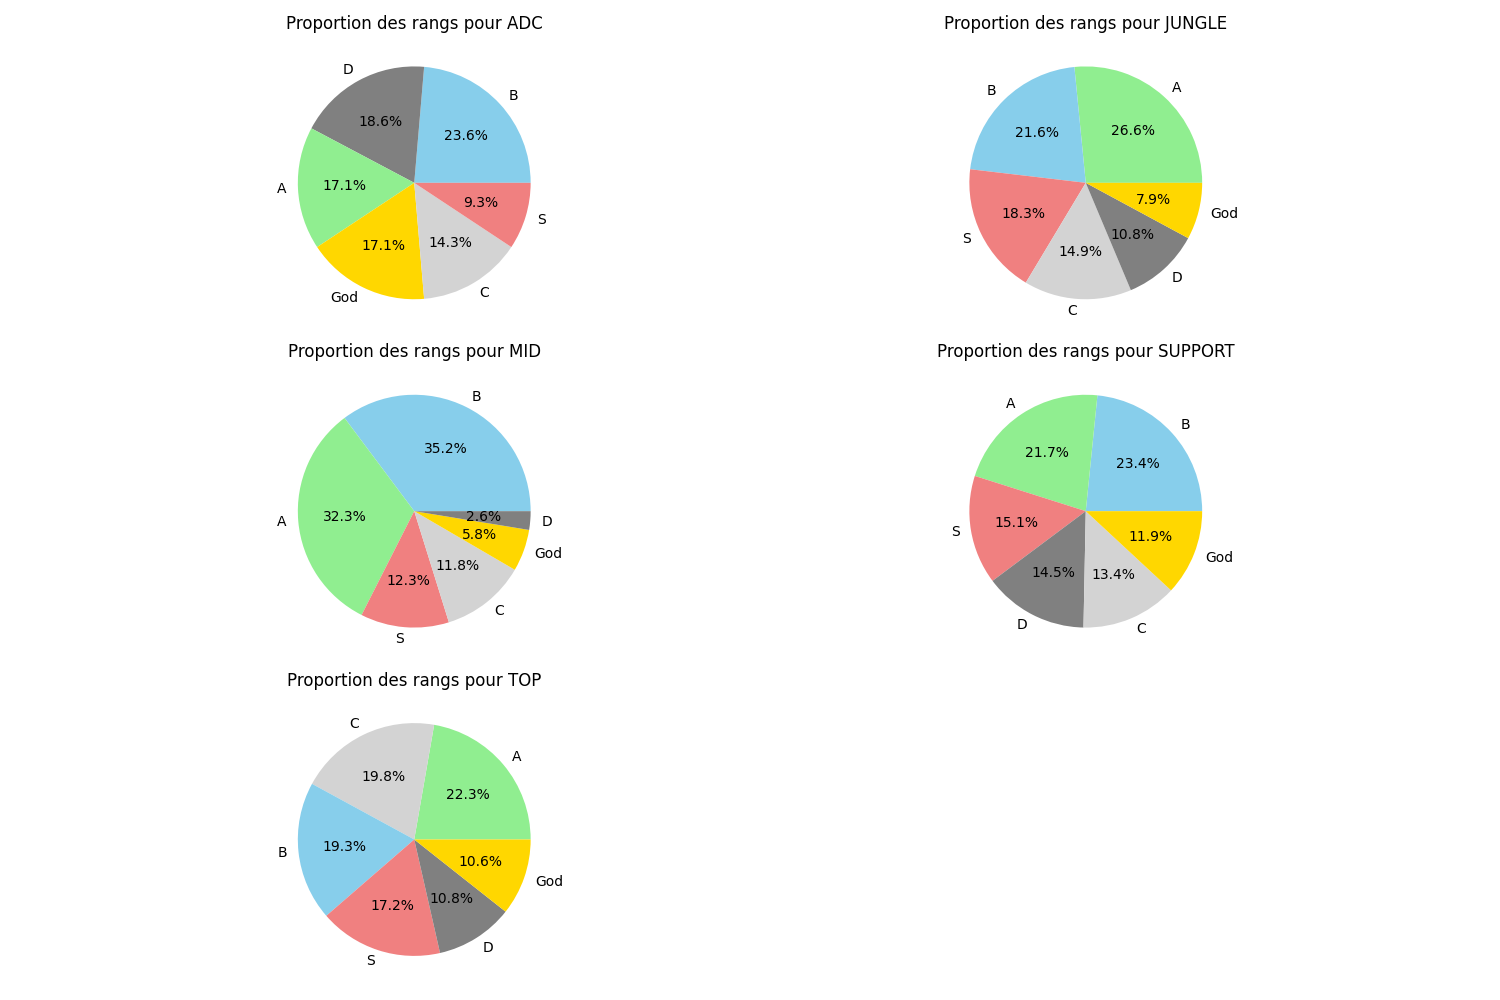 Proportion des rangs pour ADC
D
B
18.6%
23.6%
A
17.1%
9.3%
S
17.1%
14.3%
God
C
Proportion des rangs pour JUNGLE
A
B
26.6%
21.6%
7.9%
God
18.3%
10.8%
S
14.9%
D
C
Proportion des rangs pour MID
B
35.2%
A
32.3%
2.6%
D
5.8%
God
11.8%
12.3%
C
S
Proportion des rangs pour SUPPORT
A
B
21.7%
23.4%
S
15.1%
11.9%
God
14.5%
13.4%
D
C
Proportion des rangs pour TOP
C
A
19.8%
22.3%
B
19.3%
10.6%
God
17.2%
10.8%
D
S